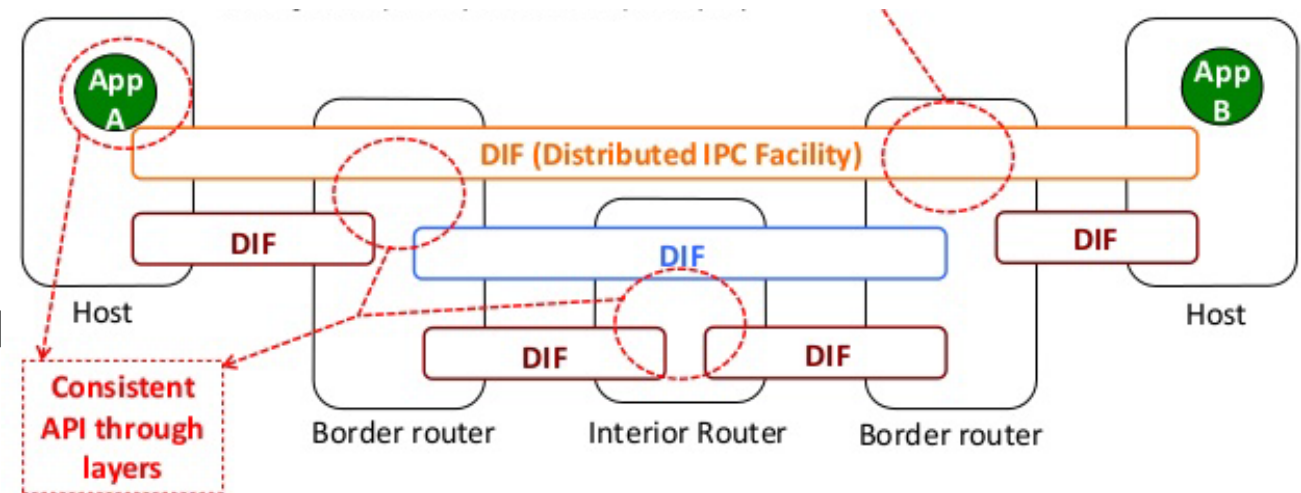 App
A
App
B
DIF (Distributed IPC Facility)
DIF
DIF
DIF
Host
Host
DIF
DIF
Consistent
API through
layers
Border router
Interior Router
Border router